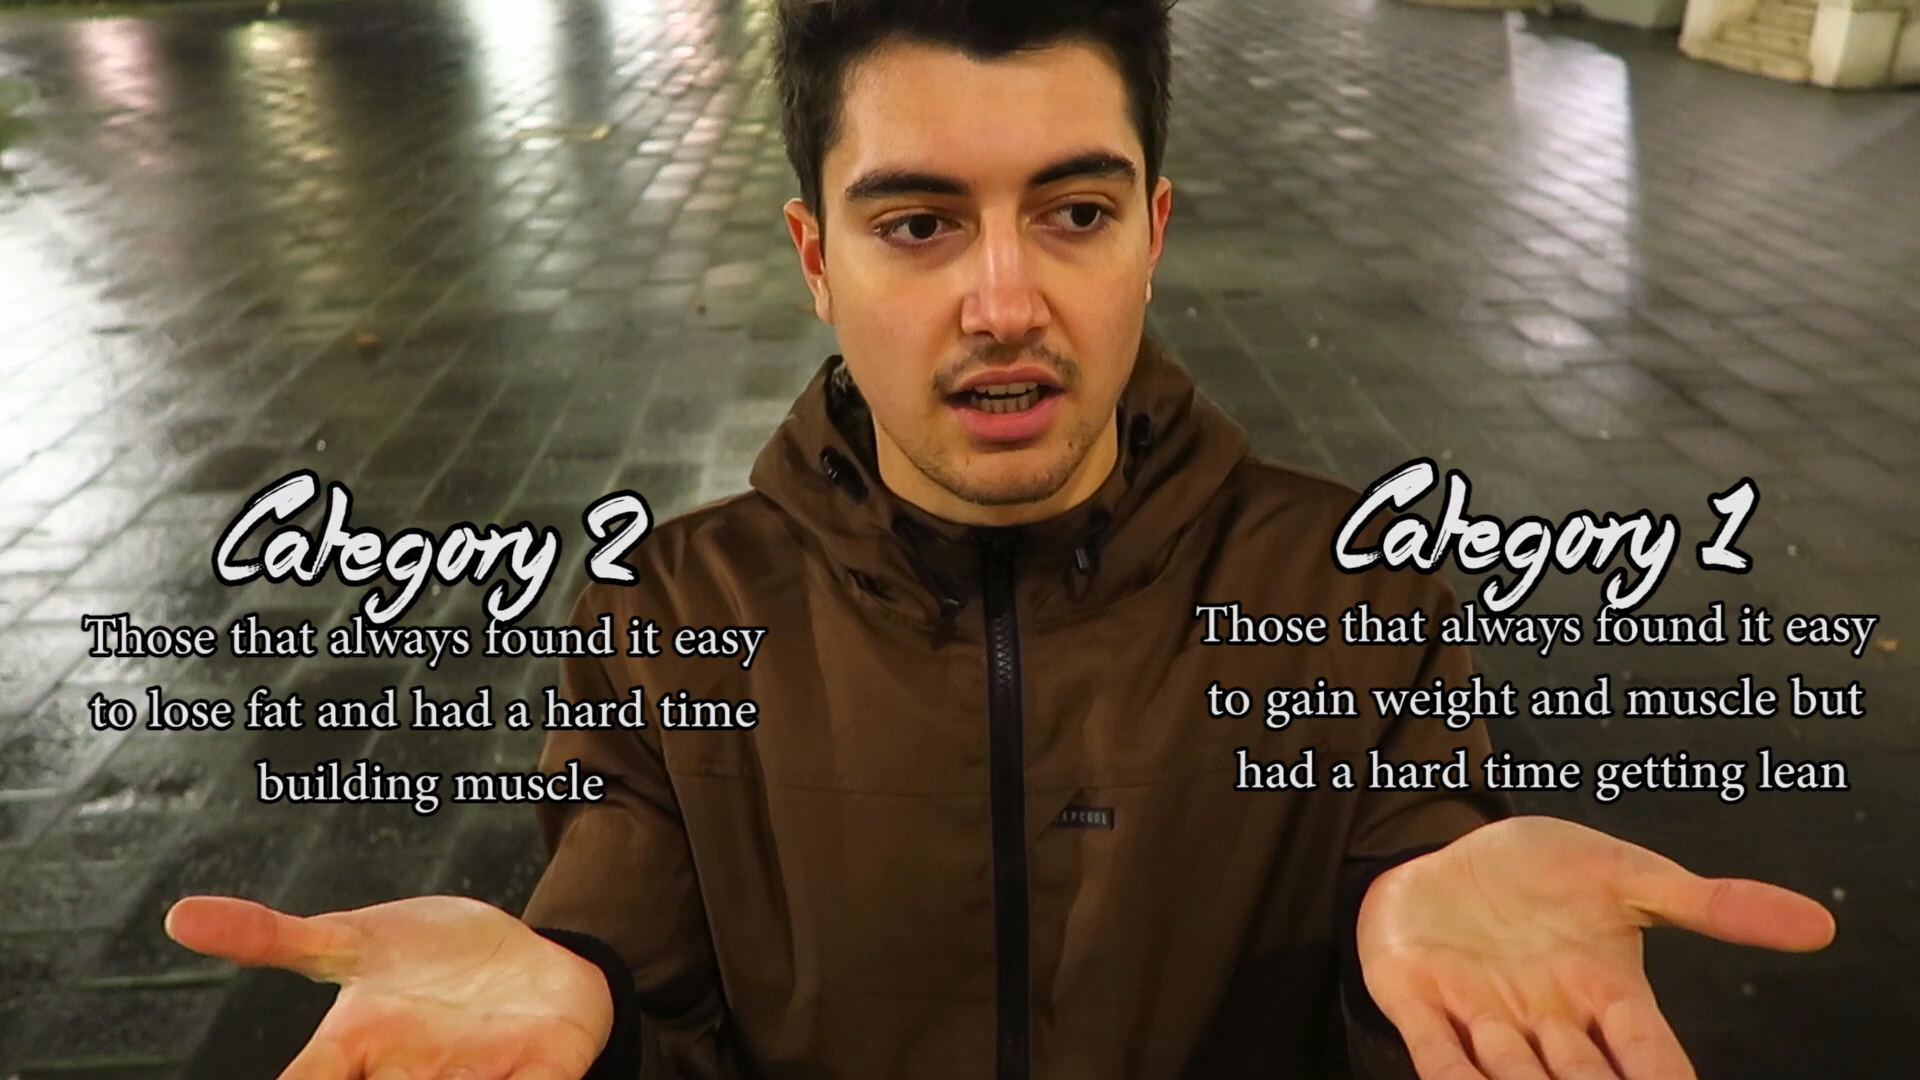 Category 2
Those that always found it easy
to lose fat and had a hard time
building muscle
Category 1
Those that always found it easy
to gain weight and muscle but
had a hard time getting lean